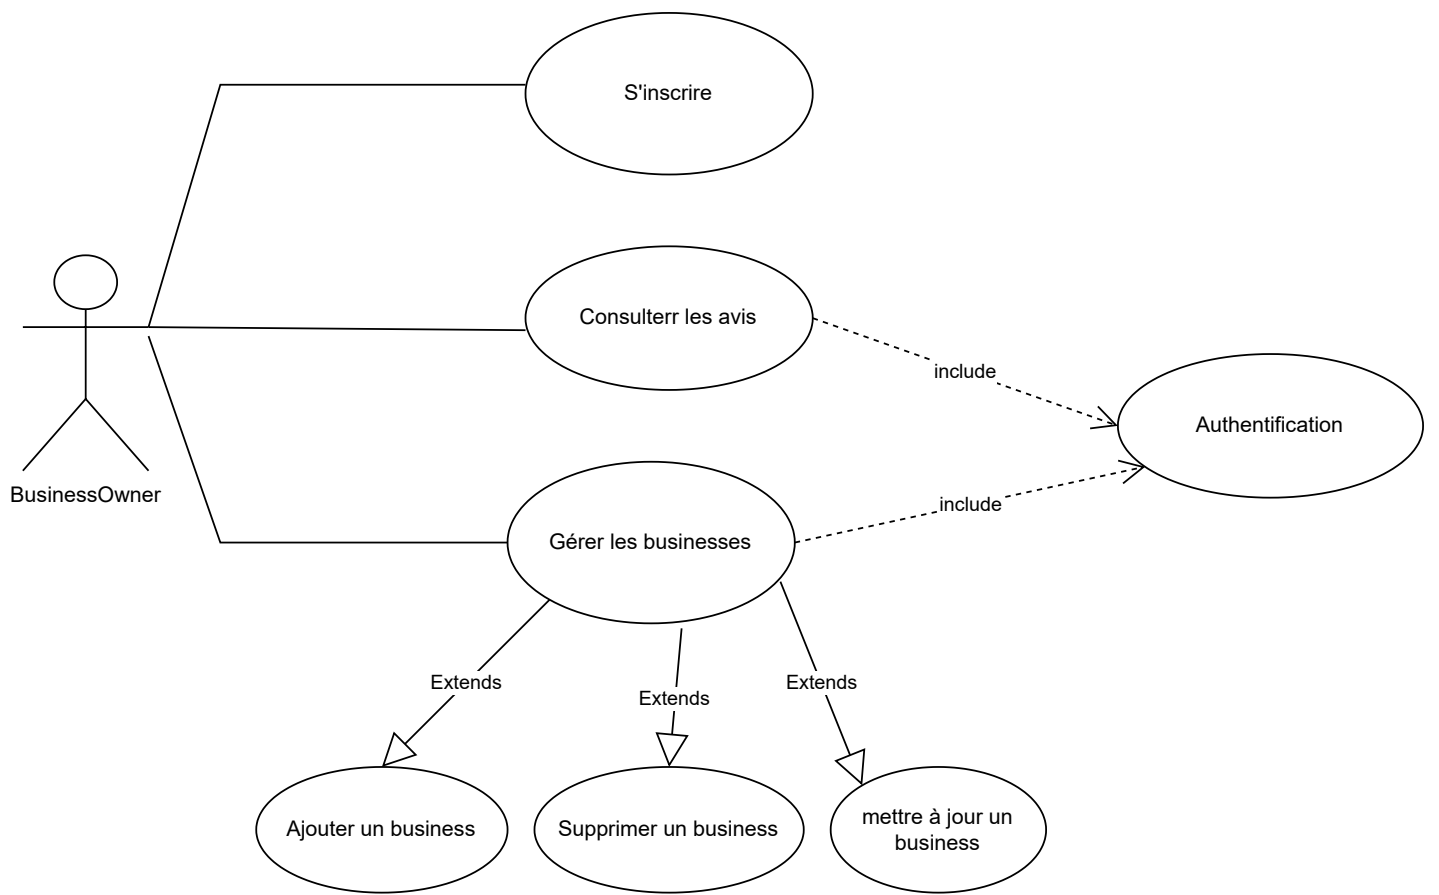 S'inscrire
Consulterr les avis
include
Authentification
BusinessOwner
include
Gérer les businesses
Extends
Extends
Extends
Ajouter un business
Supprimer un business
mettre à jour un
business